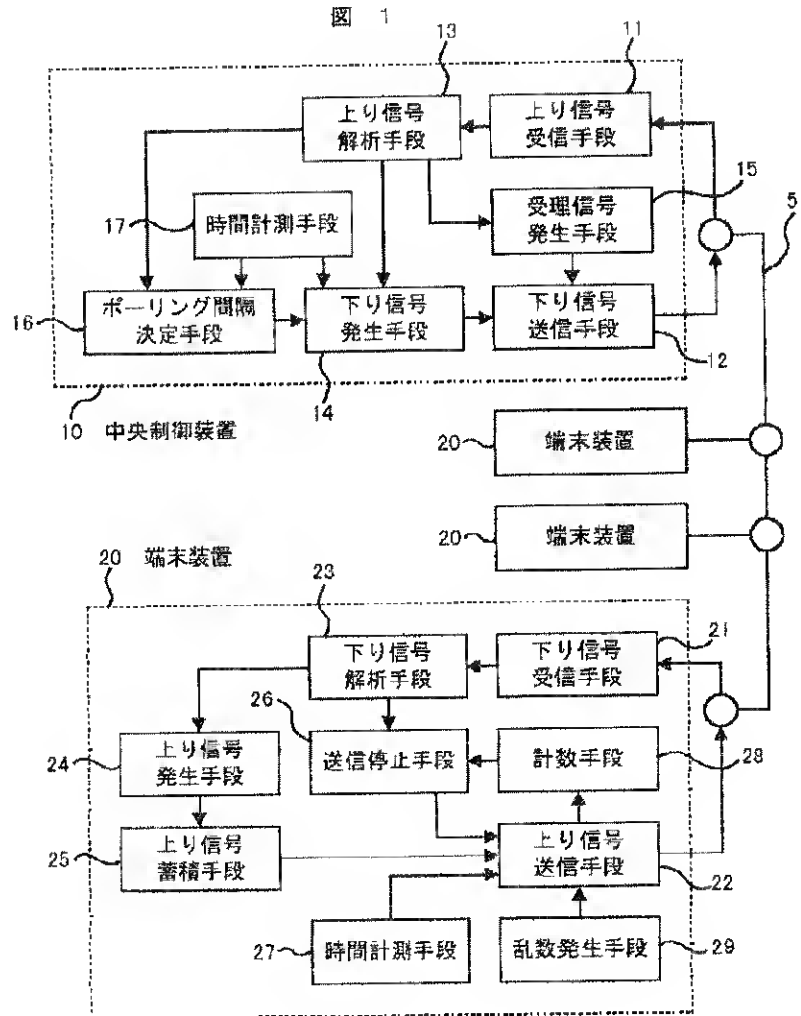 図 1
13
11
上り信号
解析手段
上り信号
受信手段
15
5
17
時間計測手段
受理信号
発生手段
16
ポーリング間隔
決定手段
下り信号
発生手段
下り信号
送信手段
14
12
10 中央制御装置
20
端末装置
20
端末装置
20 端末装置
23
21
下り信号
解析手段
下り信号
受信手段
26
24
上り信号
発生手段
送信停止手段
計数手段
28
25
上り信号
蓄積手段
上り信号
送信手段
22
27
時間計測手段
乱数発生手段
29